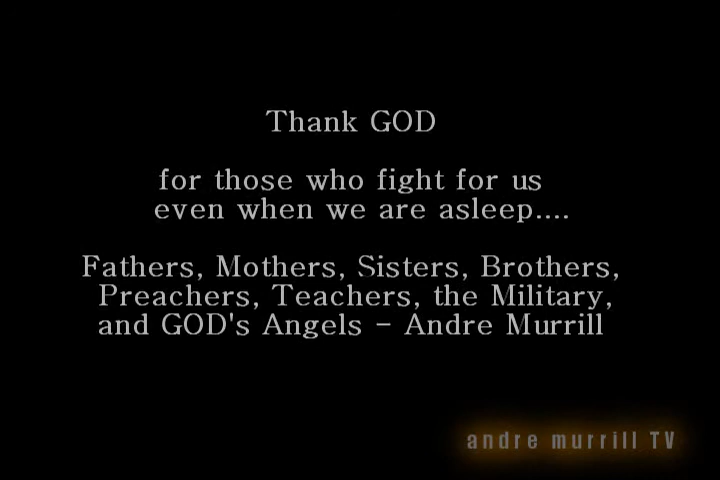 Thank GOD
for those who fight for us
even when we are asleep....
Fathers, Mothers, Sisters, Brothers,
Preachers, Teachers, the Military,
and GOD's Angels - Andre Murrill
andre murrill TV